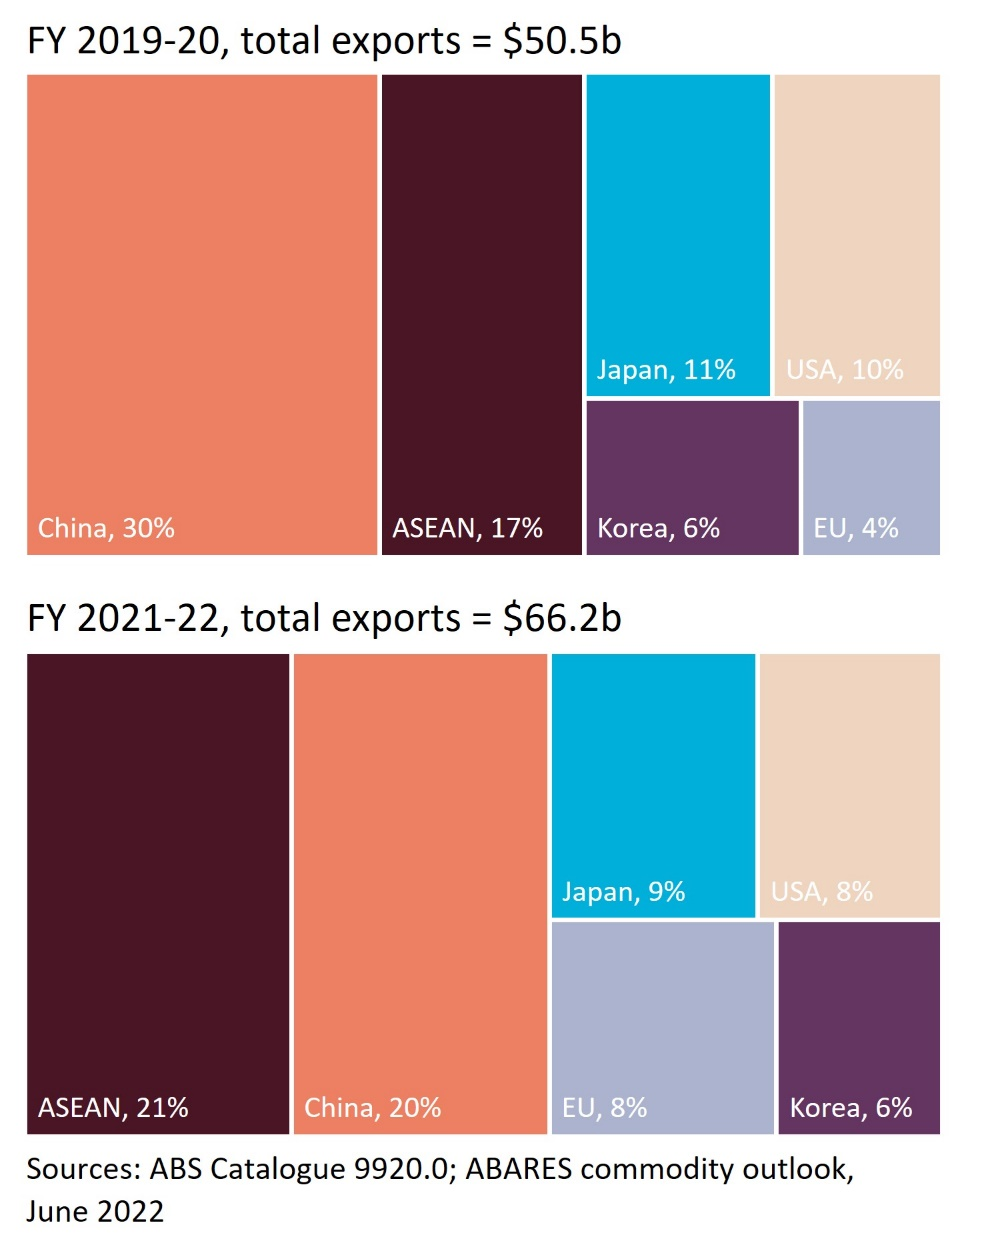 FY 2019-20, total exports = $50.5b
Japan, 11%
USA, 10%
China, 30%
ASEAN, 17%
Korea, 6%
EU, 4%
FY 2021-22, total exports = $66.2b
Japan, 9%
USA, 8%
ASEAN, 21%
China, 20%
EU, 8%
Korea, 6%
Sources: ABS Catalogue 9920.0; ABARES commodity outlook,
June 2022